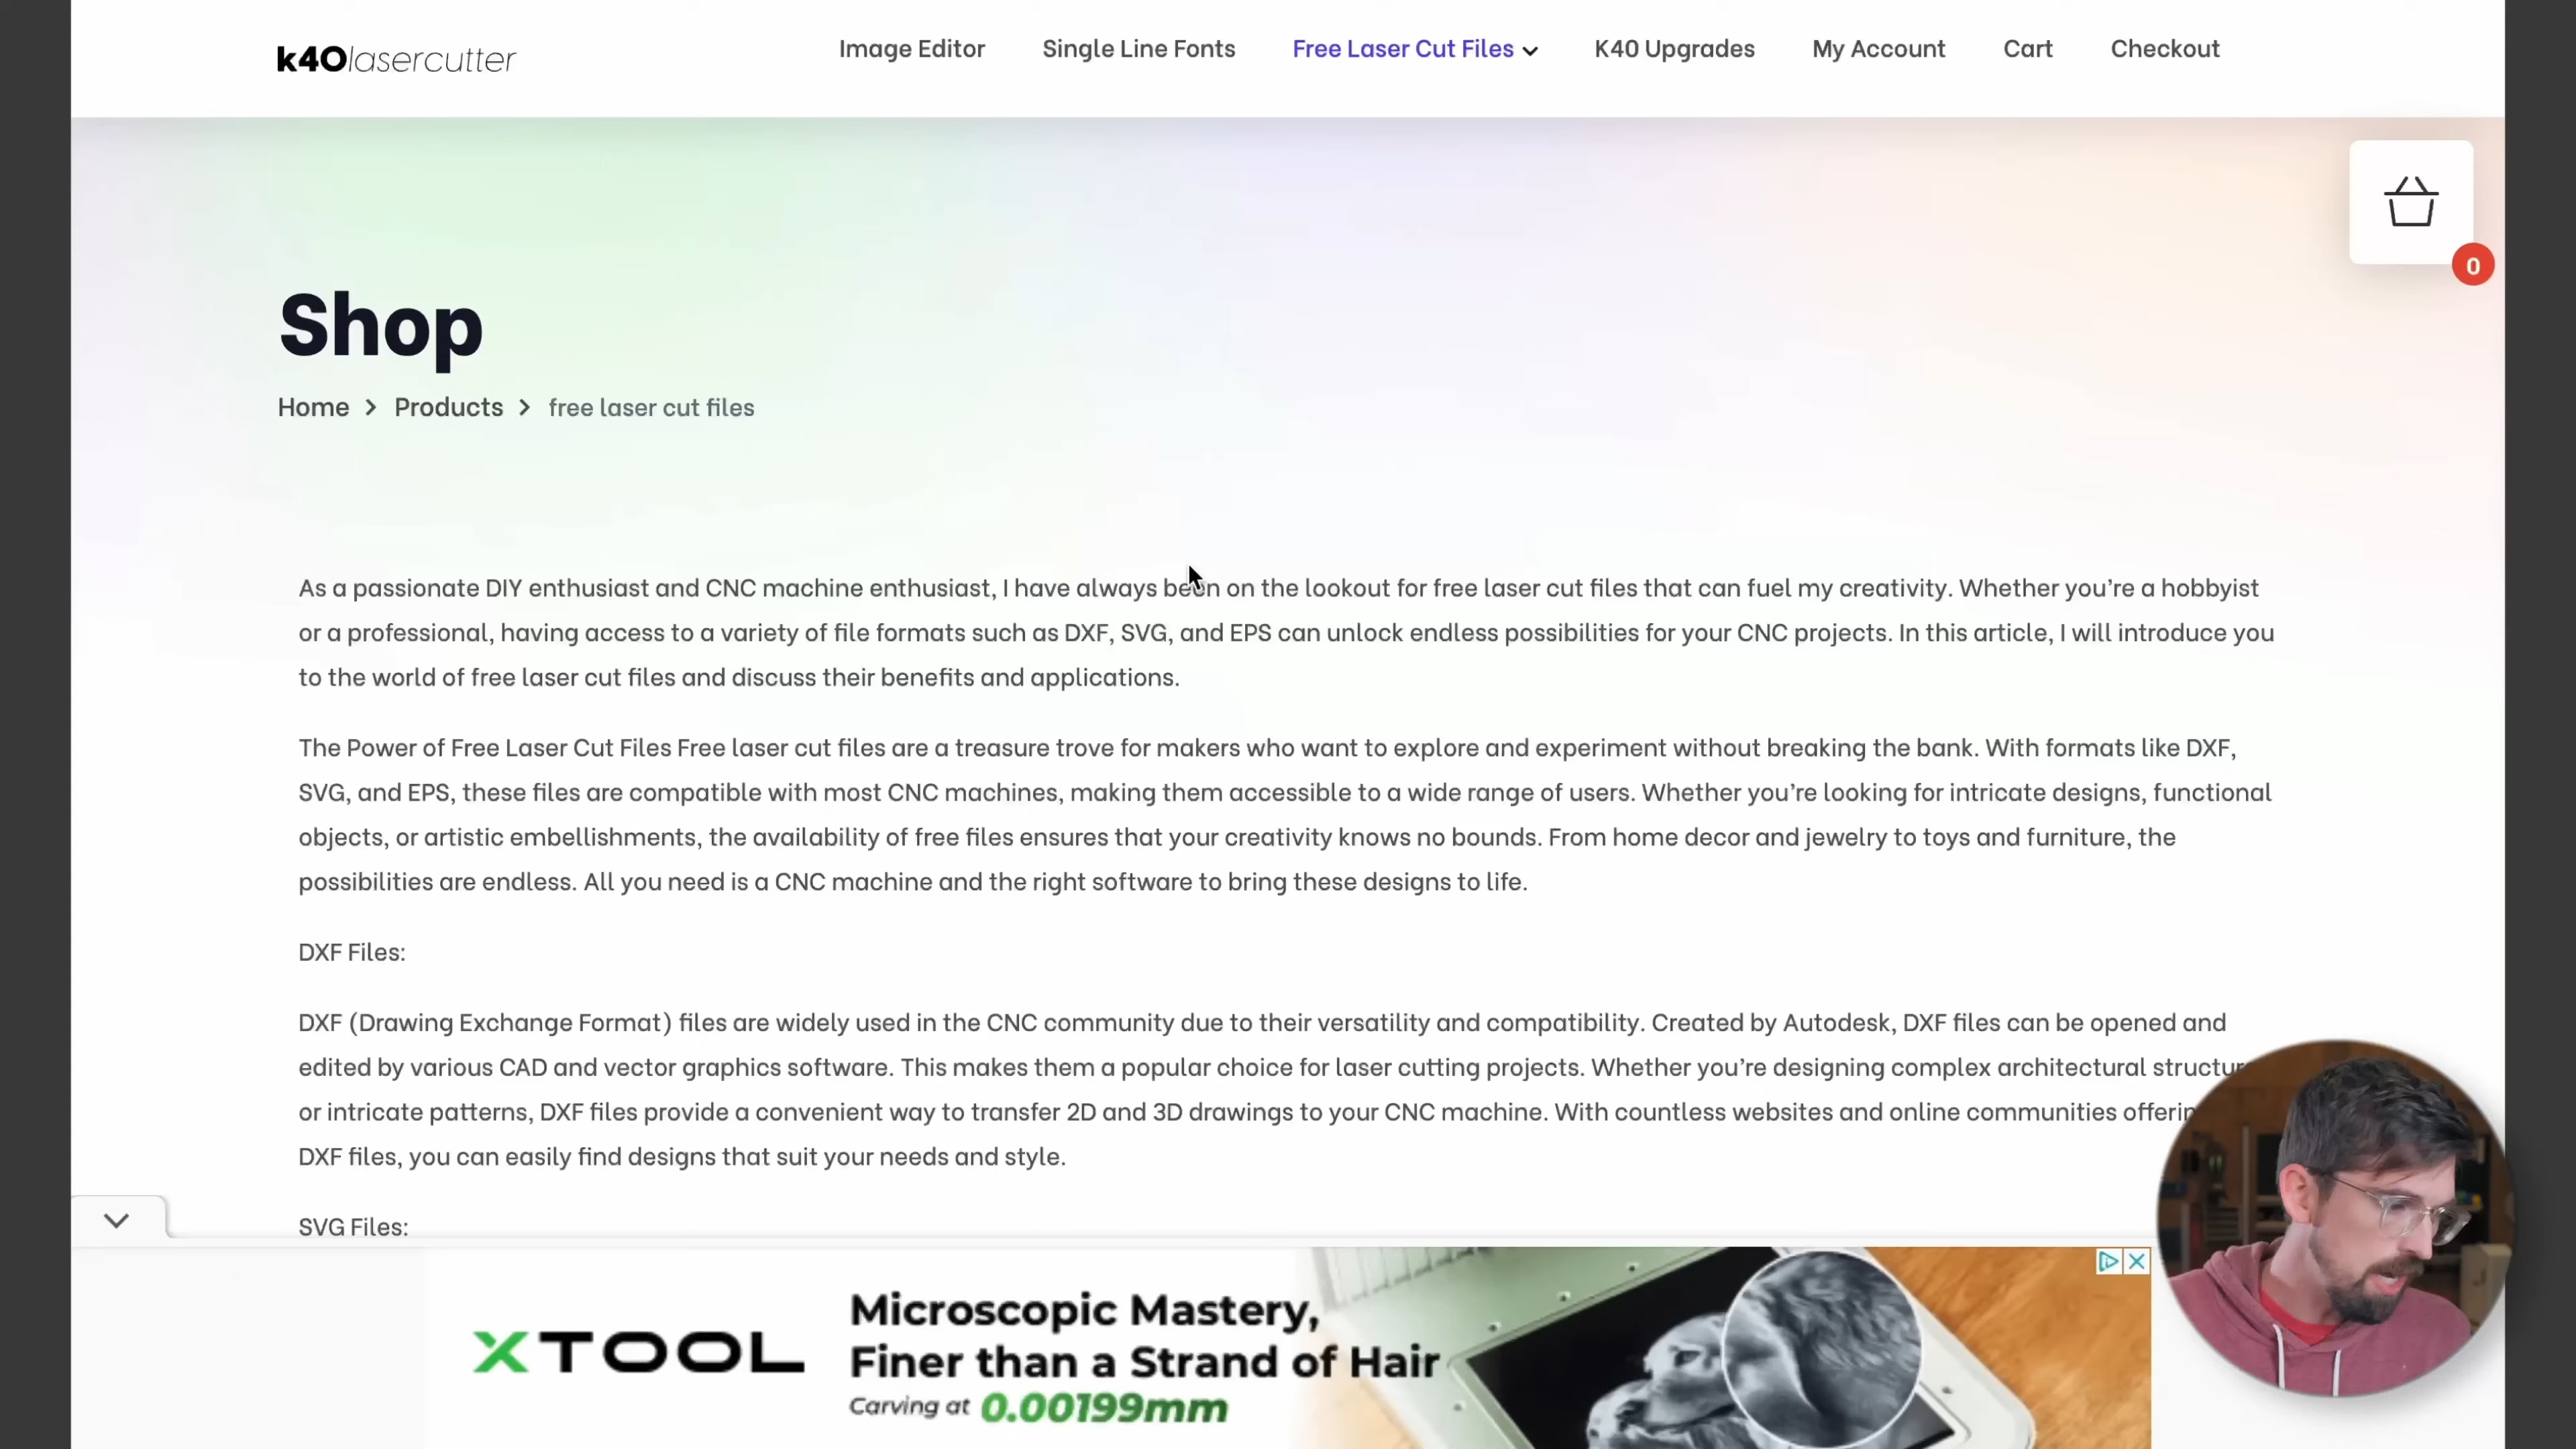 k40lasercutter
Image Editor
Single Line Fonts
Free Laser Cut Files
K40 Upgrades
My Account
Cart
Checkout
0
Shop
Home > Products > free laser cut files
As a passionate DIY enthusiast and CNC machine enthusiast, I have always been on the lookout for free laser cut files that can fuel my creativity. Whether you're a hobbyist
or a professional, having access to a variety of file formats such as DXF, SVG, and EPS can unlock endless possibilities for your CNC projects. In this article, I will introduce you
to the world of free laser cut files and discuss their benefits and applications.
The Power of Free Laser Cut Files Free laser cut files are a treasure trove for makers who want to explore and experiment without breaking the bank. With formats like DXF,
SVG, and EPS, these files are compatible with most CNC machines, making them accessible to a wide range of users. Whether you're looking for intricate designs, functional
objects, or artistic embellishments, the availability of free files ensures that your creativity knows no bounds. From home decor and jewelry to toys and furniture, the
possibilities are endless. All you need is a CNC machine and the right software to bring these designs to life.
DXF Files:
DXF (Drawing Exchange Format) files are widely used in the CNC community due to their versatility and compatibility. Created by Autodesk, DXF files can be opened and
edited by various CAD and vector graphics software. This makes them a popular choice for laser cutting projects. Whether you're designing complex architectural
or intricate patterns, DXF files provide a convenient way to transfer 2D and 3D drawings to your CNC machine. With countless websites and online communities
DXF files, you can easily find designs that suit your needs and style.
SVG Files:
XTOOL
Microscopic Mastery,
Finer than a Strand of Hair
Carving at 0.00199mm